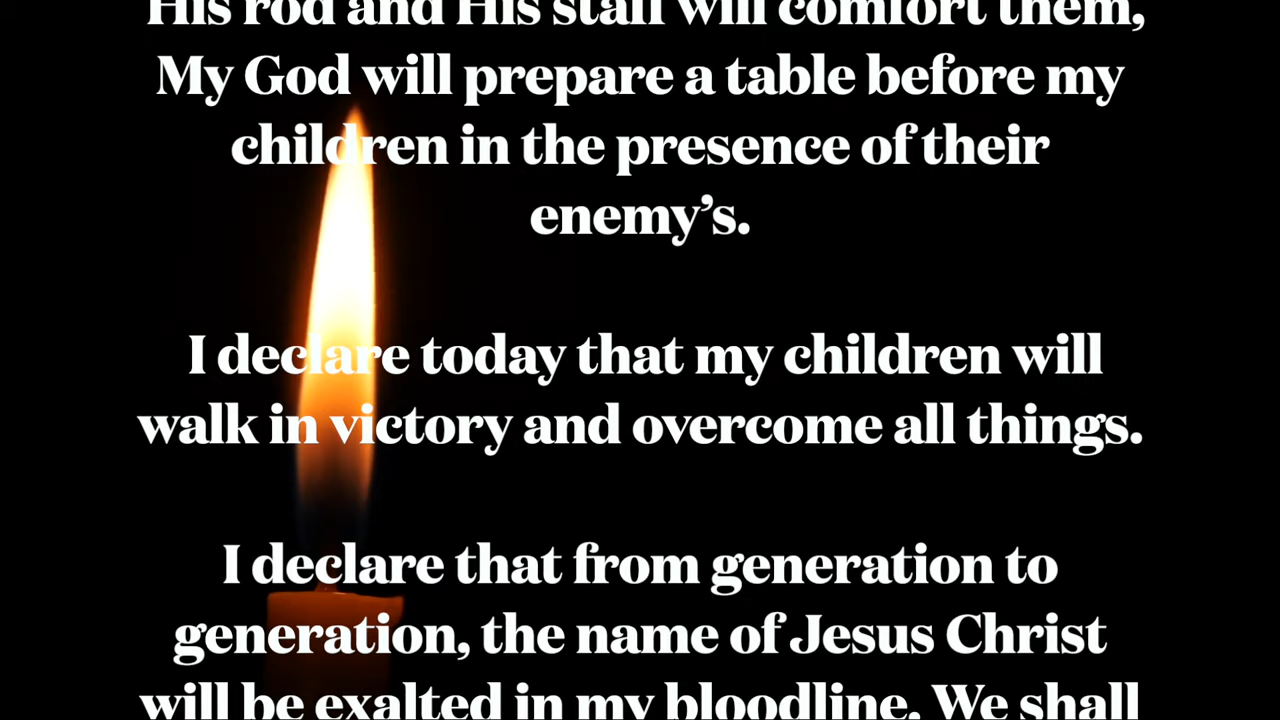 His rod and His staff will comfort them,
My God will prepare a table before my
children in the presence of their
enemy’s.
I declare today that my children will
walk in victory and overcome all things.
I declare that from generation to
generation, the name of Jesus Christ
will be exalted in my bloodline. We shall